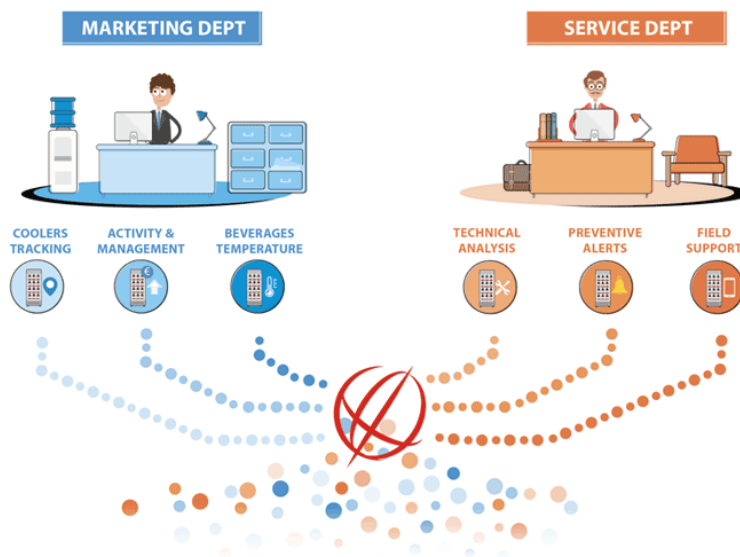 MARKETING DEPT
SERVICE DEPT
COOLERS
TRACKING
ACTIVITY &
MANAGEMENT
BEVERAGES
TEMPERATURE
TECHNICAL
ANALYSIS
PREVENTIVE
ALERTS
FIELD
SUPPORT
€